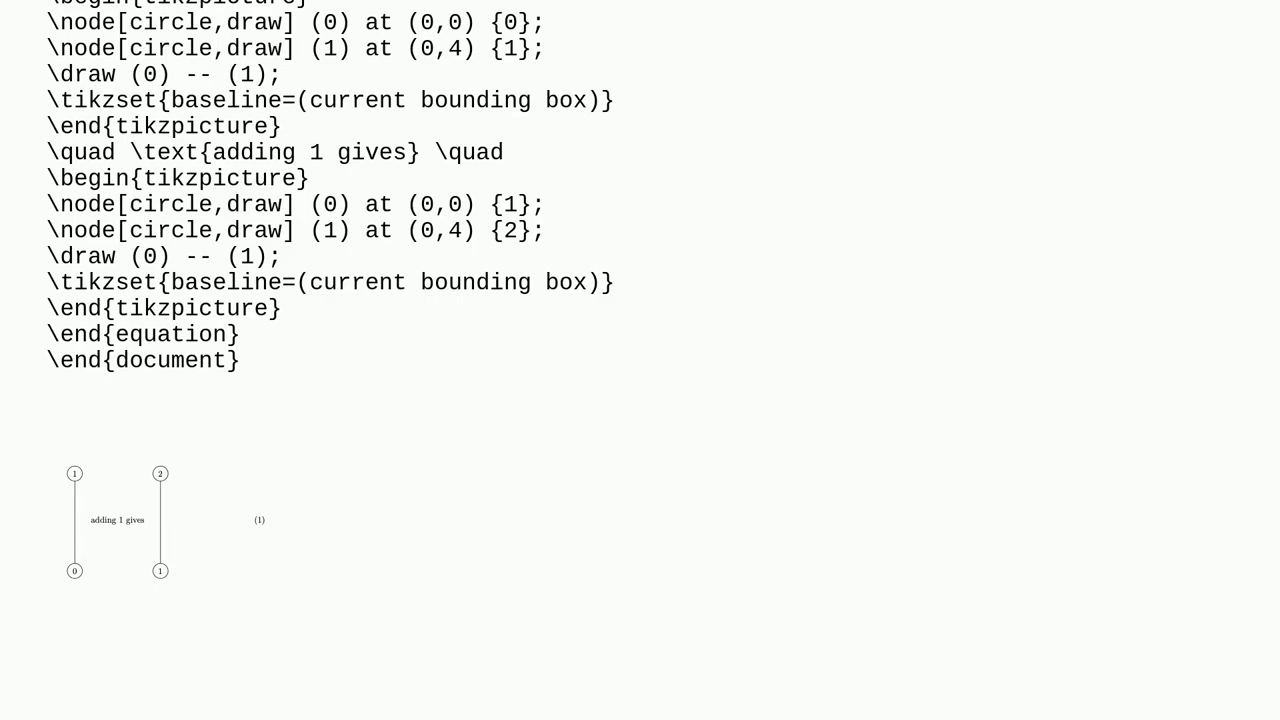 \begin{tikzpicture}
\node[circle,draw] (0) at (0,0) {0};
\node[circle,draw] (1) at (0,4) {1};
\draw (0) -- (1);
\tikzset{baseline=(current bounding box)}
\end{tikzpicture}
\quad \text{adding 1 gives} \quad
\begin{tikzpicture}
\node[circle,draw] (0) at (0,0) {1};
\node[circle,draw] (1) at (0,4) {2};
\draw (0) -- (1);
\tikzset{baseline=(current bounding box)}
\end{tikzpicture}
\end{equation}
\end{document}
1 2
adding 1 gives (1)
0 1